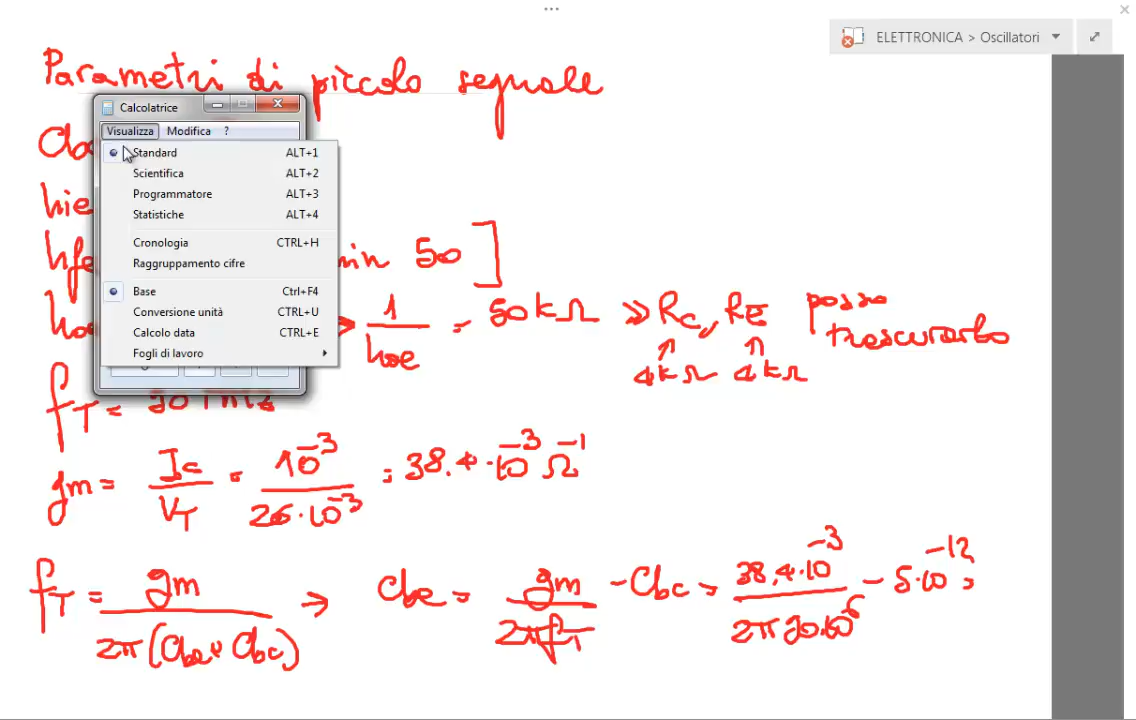 ELETTRONICA > Oscillatori
Parametri di piccolo segnale
Calcolatrice
Visualizza Modifica ?
Cbc
Standard ALT+1
Scientifica ALT+2
Programmatore ALT+3
Statistiche ALT+4
hie
Cronologia CTRL+H
Raggruppamento cifre
hfe min 50 ]
Base Ctrl+F4
Conversione unità CTRL+U
Calcolo data CTRL+E
Fogli di lavoro
hoe → 1/hoe = 50kΩ >> RC, RE posso trascurarlo
4kΩ 4kΩ
fT = 20 MHz
gm = Ic/VT = 10^-3/26·10^-3 = 38.4·10^-3 Ω^-1
fT = gm/2π(Cbe+Cbc) → Cbe = gm/2πfT - Cbc = 38.4·10^-3/2π20·10^6 - 5·10^-12 =